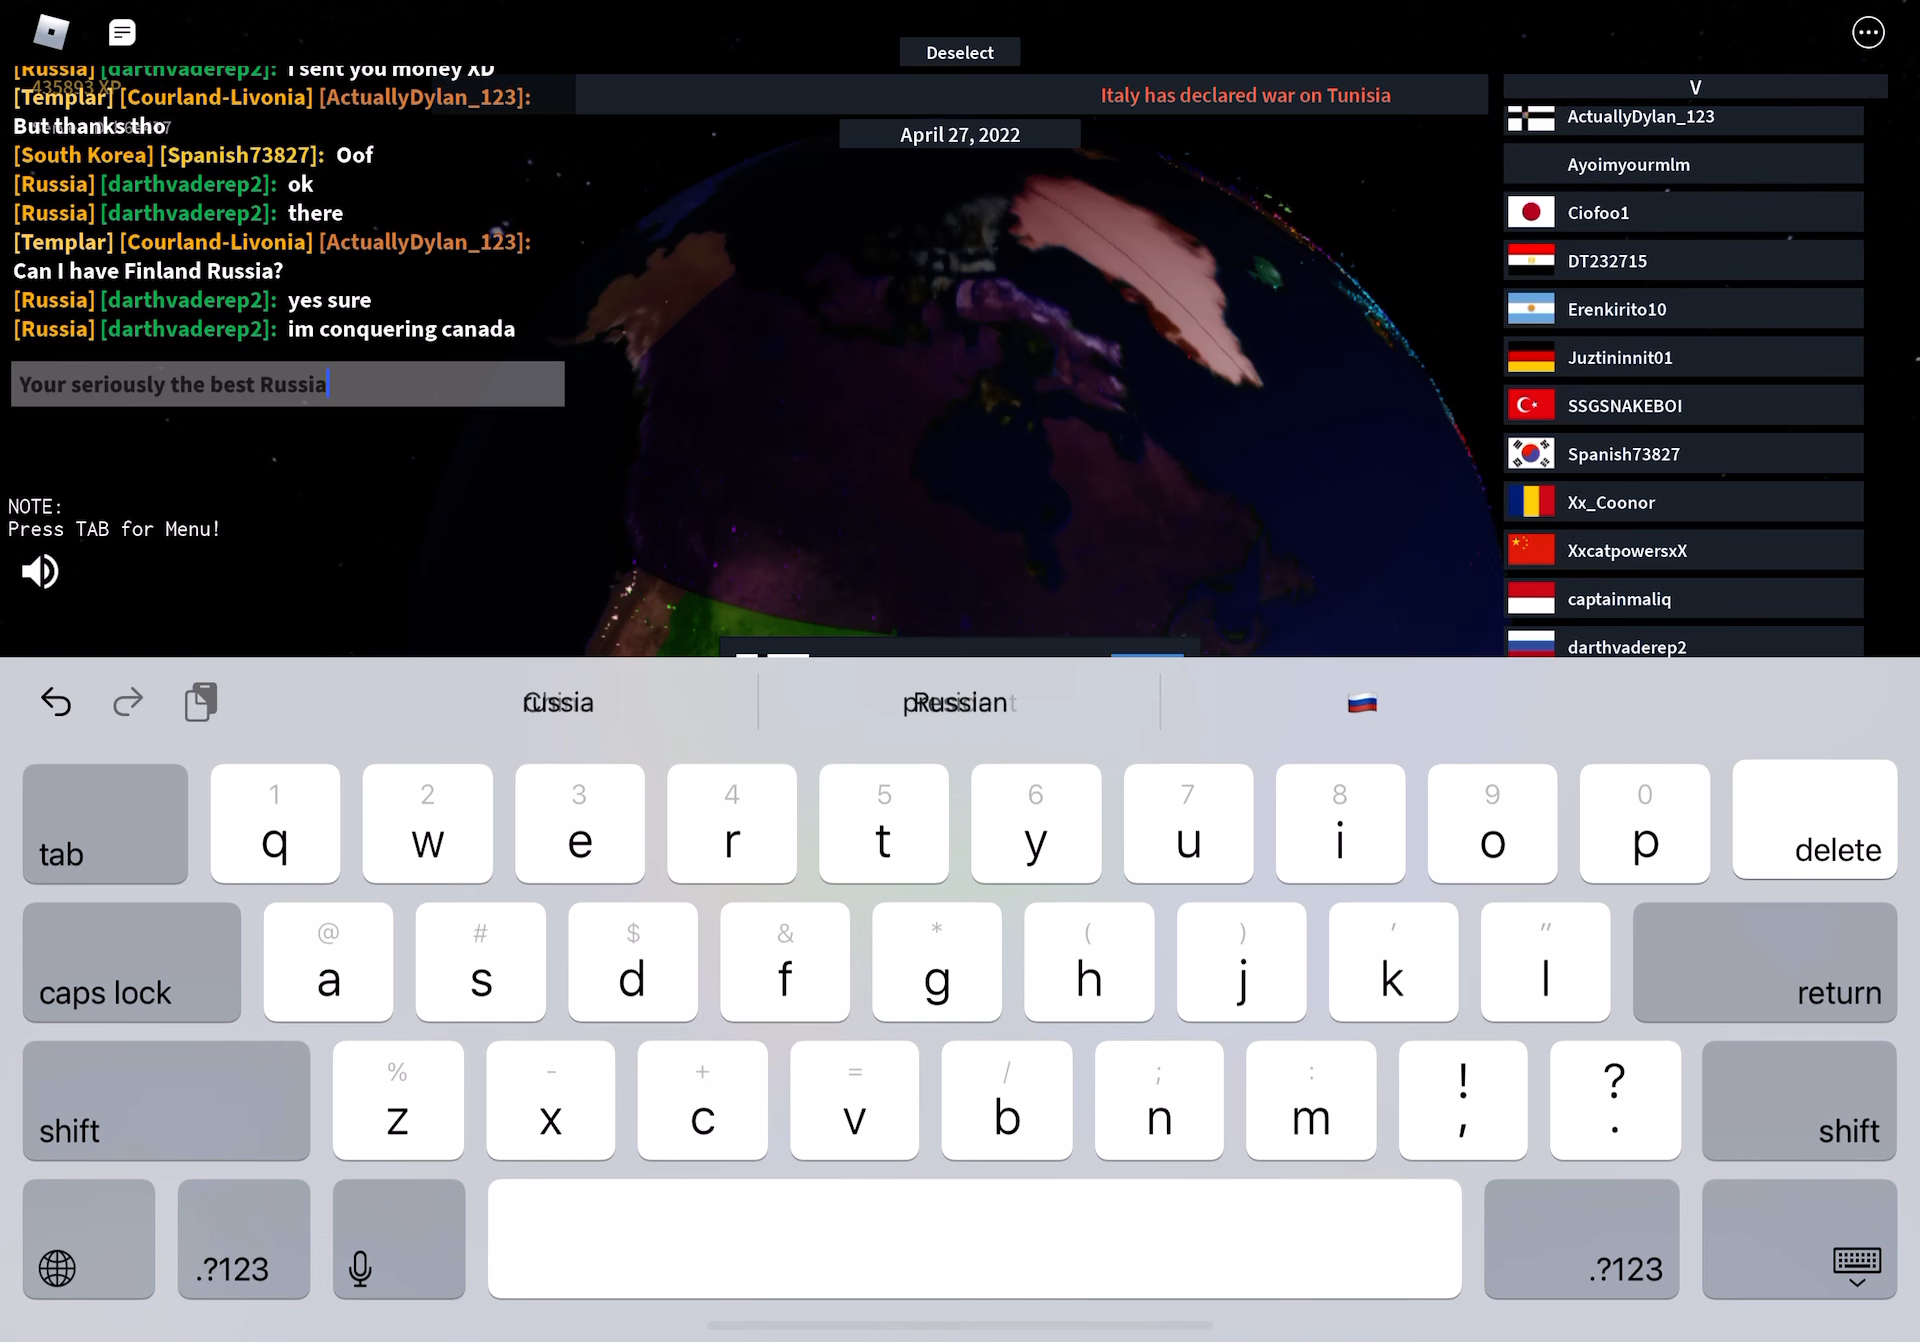 Deselect
[Russia] [darthvaderep2]: I sent you money XD
435893 XP
[Templar] [Courland-Livonia] [ActuallyDylan_123]:
But thanks tho
[South Korea] [Spanish73827]: Oof
[Russia] [darthvaderep2]: ok
[Russia] [darthvaderep2]: there
[Templar] [Courland-Livonia] [ActuallyDylan_123]:
Can I have Finland Russia?
[Russia] [darthvaderep2]: yes sure
[Russia] [darthvaderep2]: im conquering canada
Your seriously the best Russia
NOTE:
Press TAB for Menu!
Italy has declared war on Tunisia
April 27, 2022
V
ActuallyDylan_123
Ayoimyourmlm
Ciofoo1
DT232715
Erenkirito10
Juztininnit01
SSGSNAKEBOI
Spanish73827
Xx_Coonor
XxcatpowersxX
captainmaliq
darthvaderep2
russia Russian
1 2 3 4 5 6 7 8 9 0
tab q w e r t y u i o p delete
@ # $ & * ( ) ' "
caps lock a s d f g h j k l return
% - + = / ; : ! ?
shift z x c v b n m , . shift
.?123 .?123